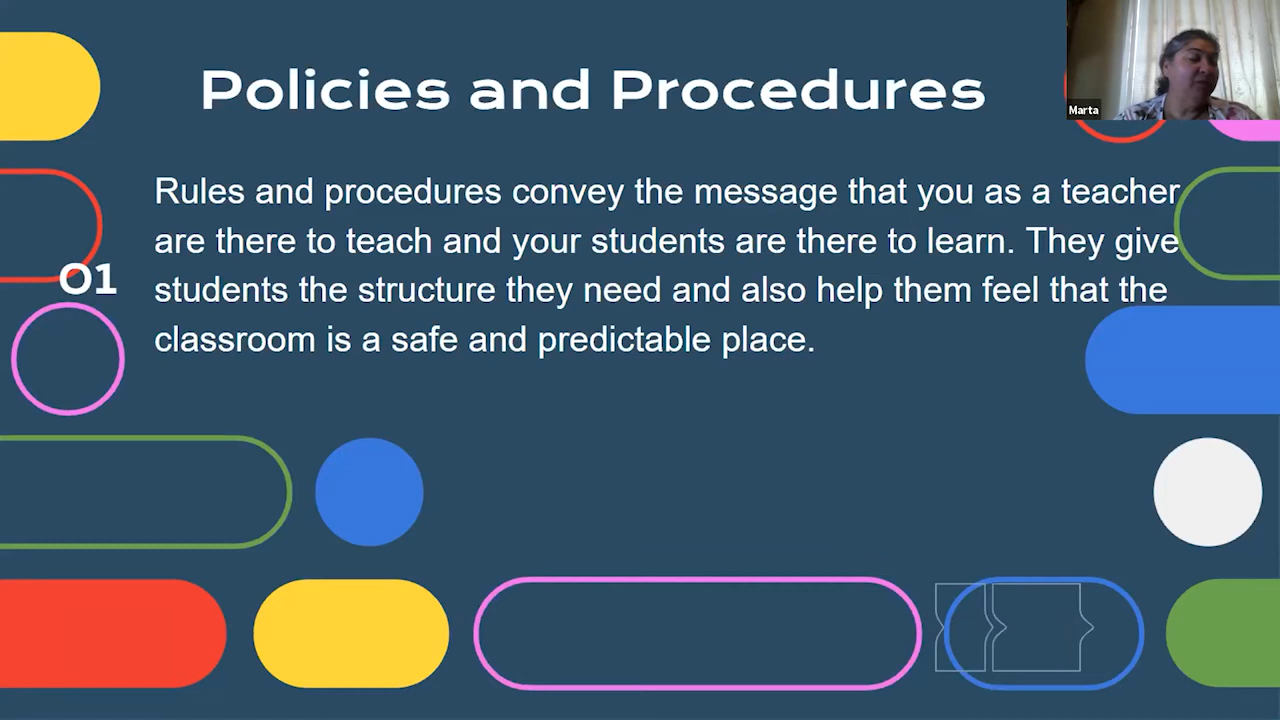 Policies and Procedures
Marta
Rules and procedures convey the message that you as a teacher
are there to teach and your students are there to learn. They give
01
students the structure they need and also help them feel that the
classroom is a safe and predictable place.